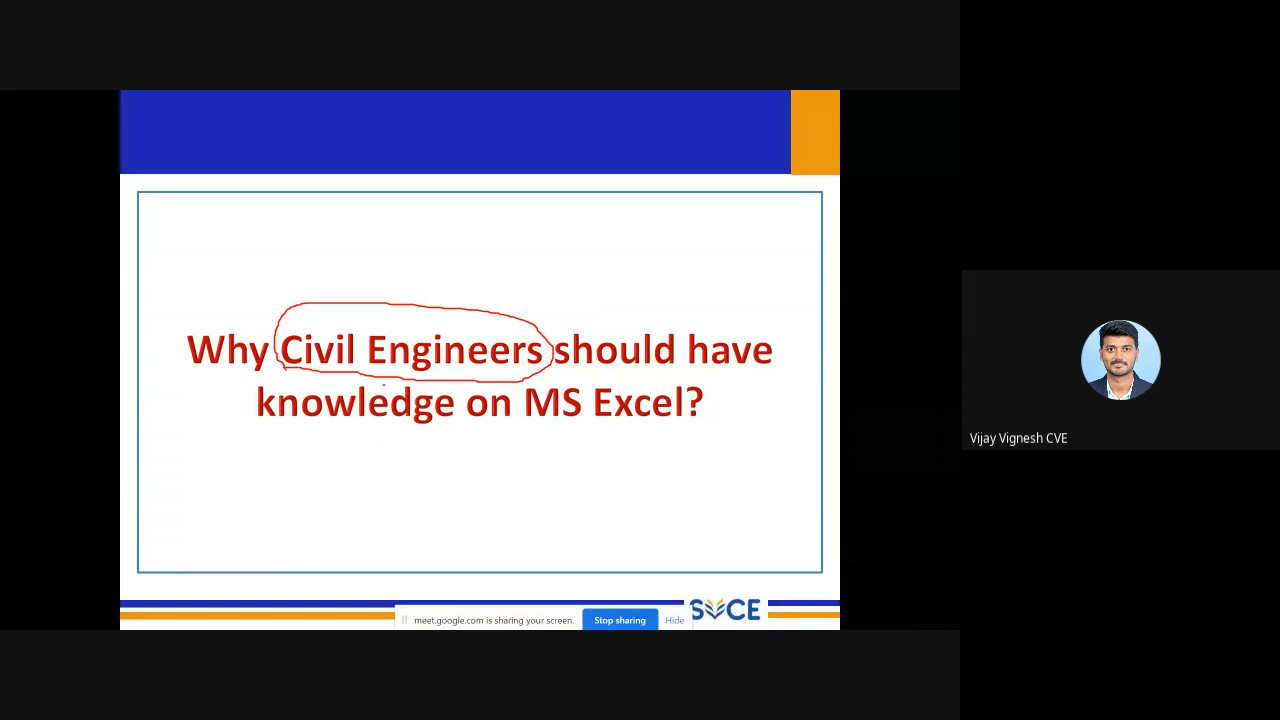 Why Civil Engineers should have
knowledge on MS Excel?
Vijay Vignesh CVE
meet.google.com is sharing your screen.
Stop sharing
Hide
SVCE